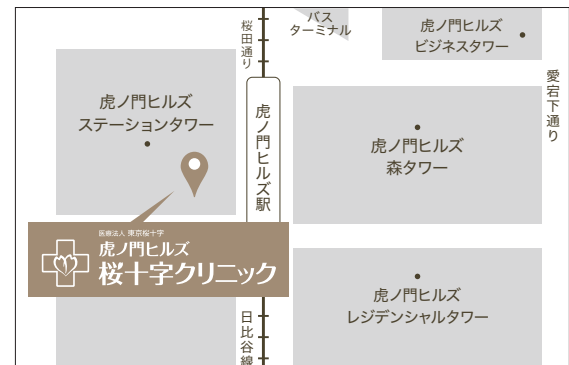 バス
ターミナル
虎ノ門ヒルズ
ビジネスタワー
桜田通り
愛宕下通り
虎ノ門ヒルズ
ステーションタワー
虎ノ門ヒルズ駅
虎ノ門ヒルズ
森タワー
医療法人 東京桜十字
虎ノ門ヒルズ
桜十字クリニック
虎ノ門ヒルズ
レジデンシャルタワー
日比谷線